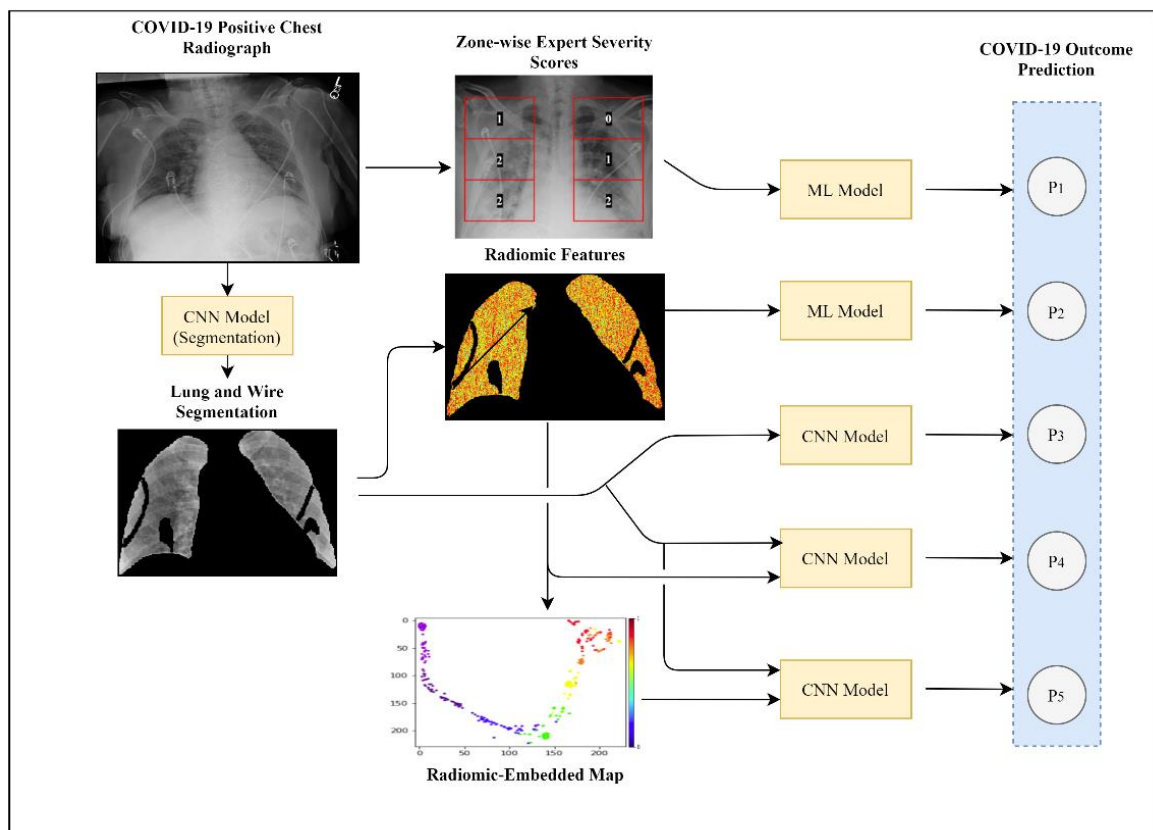 COVID-19 Positive Chest
Radiograph
Zone-wise Expert Severity
Scores
COVID-19 Outcome
Prediction
1
0
2
1
2
2
ML Model
P1
Radiomic Features
CNN Model
(Segmentation)
ML Model
P2
Lung and Wire
Segmentation
CNN Model
P3
CNN Model
P4
0
50
100
150
200
0
50
100
150
200
CNN Model
P5
Radiomic-Embedded Map